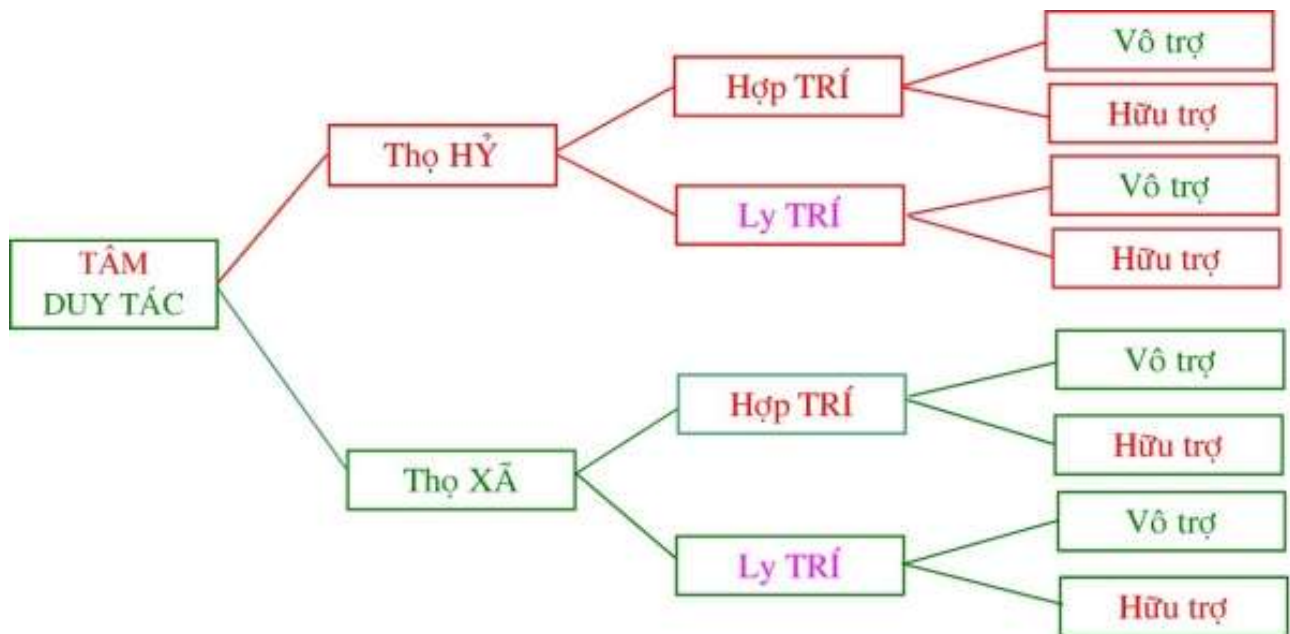 Vô trợ
Hợp TRÍ
Hữu trợ
Thọ HỶ
Vô trợ
Ly TRÍ
Hữu trợ
TÂM
DUY TÁC
Vô trợ
Hợp TRÍ
Hữu trợ
Thọ XÃ
Vô trợ
Ly TRÍ
Hữu trợ